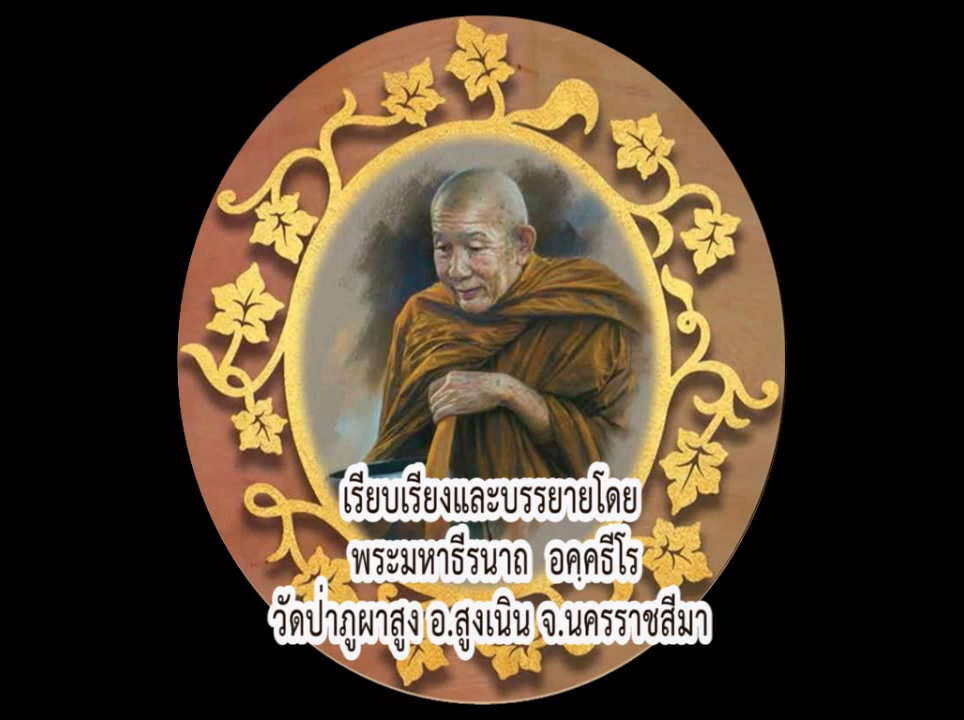 เรียบเรียงและบรรยายโดย
พระมหาธีรนาถ อคฺคธีโร
วัดป่าภูผาสูง อ.สูงเนิน จ.นครราชสีมา